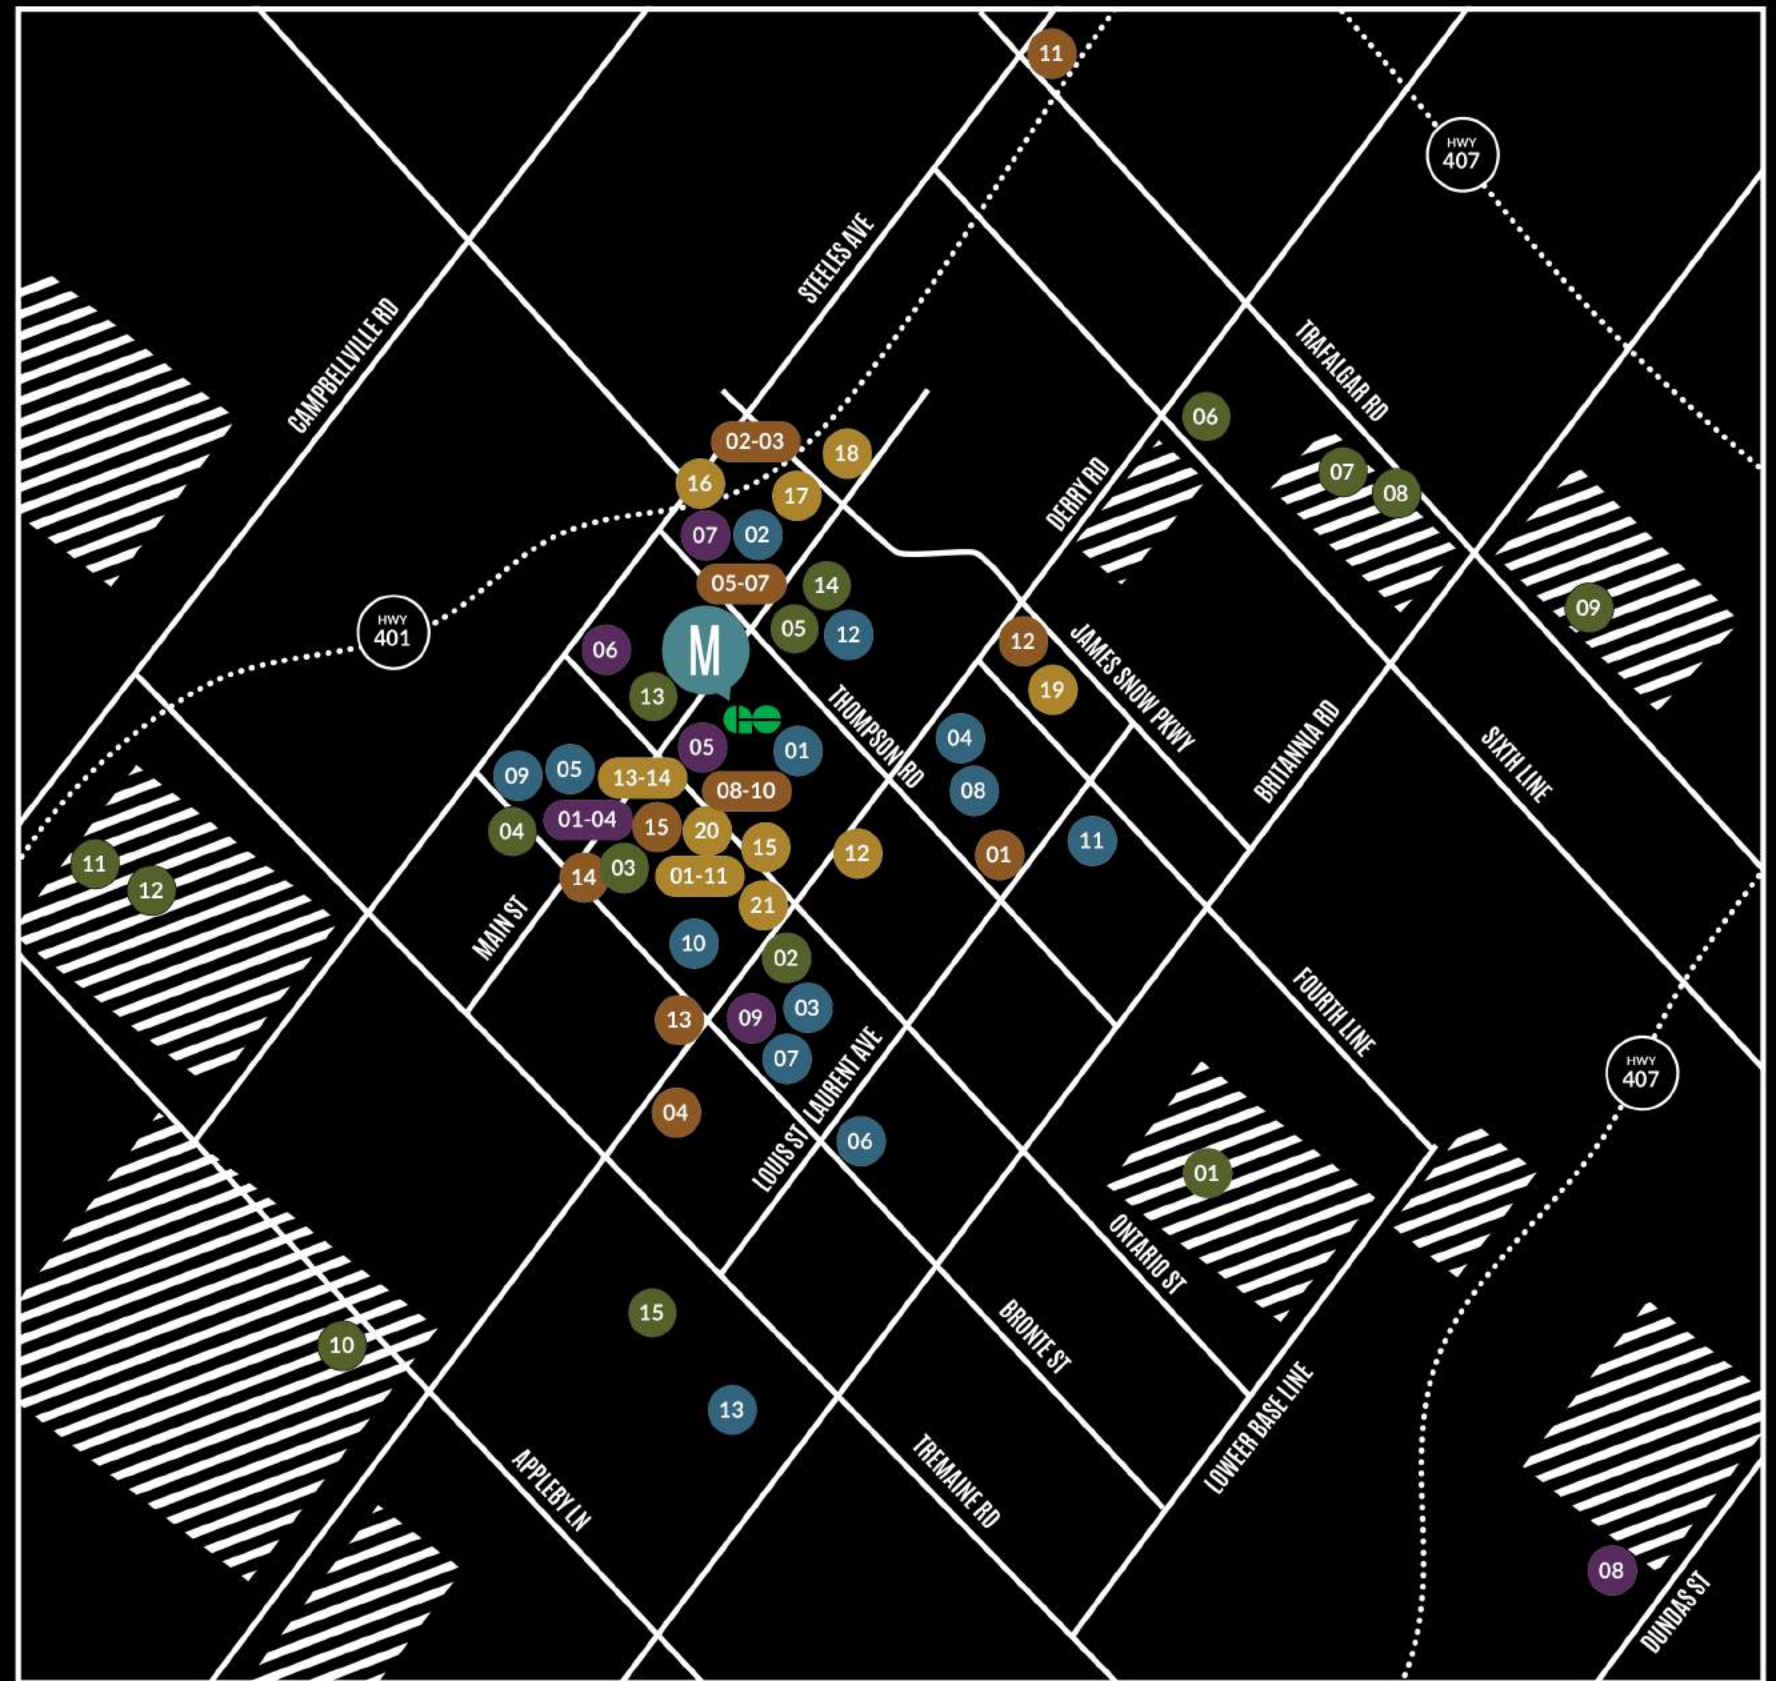 11
HWY
407
STEELES AVE
CAMPBELLVILLE RD
TRAFALGAR RD
06
02-03
18
16
17
07
08
DERRY RD
07
02
05-07
14
09
HWY
401
05
12
06
M
12
JAMES SNOW PKWY
13
19
THOMPSON RD
GO
05
01
04
BRITANNIA RD
SIXTH LINE
09
05
13-14
08-10
08
04
01-04
15
20
15
12
01
11
11
12
14
03
01-11
21
MAIN ST
10
02
13
09
03
07
FOURTH LINE
HWY
407
04
LOUIS ST LAURENT AVE
06
01
ONTARIO ST
15
10
BRONTE ST
13
LOWEER BASE LINE
APPLEBY LN
TREMAINE RD
08
DUNDAS ST